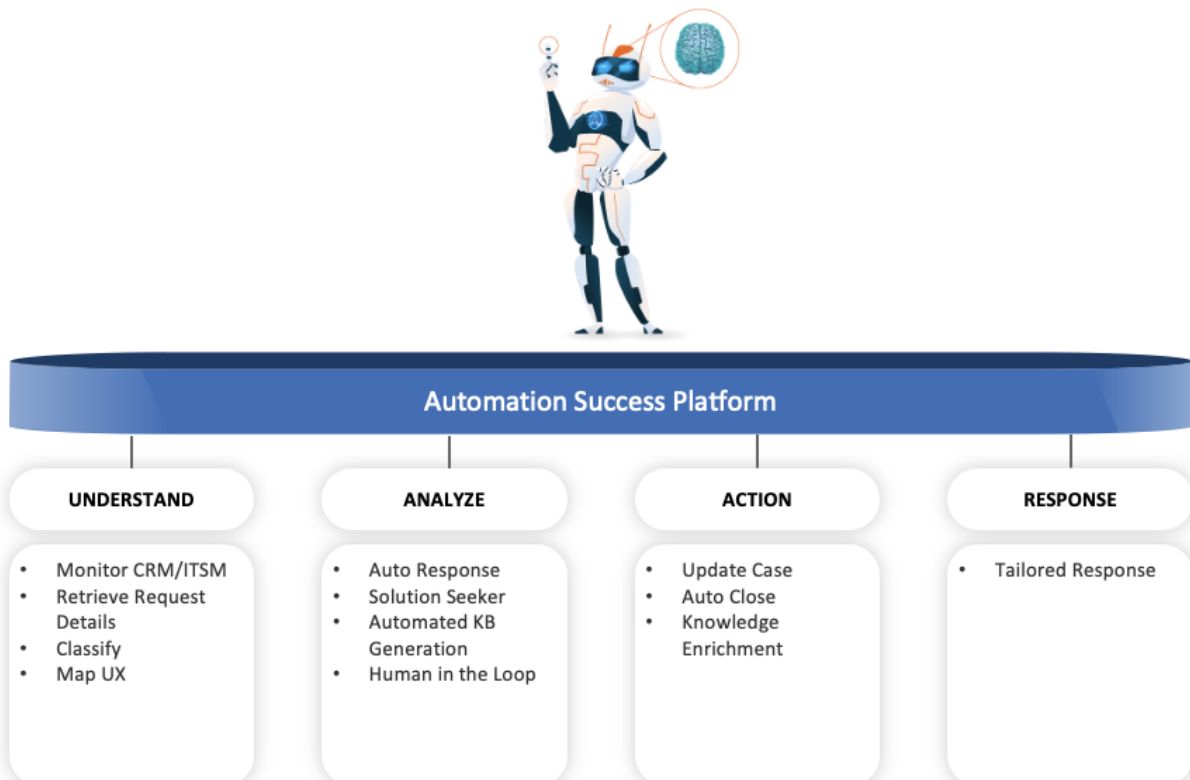 Automation Success Platform
UNDERSTAND
• Monitor CRM/ITSM
• Retrieve Request
Details
• Classify
• Map UX
ANALYZE
• Auto Response
• Solution Seeker
• Automated KB
Generation
• Human in the Loop
ACTION
• Update Case
• Auto Close
• Knowledge
Enrichment
RESPONSE
• Tailored Response